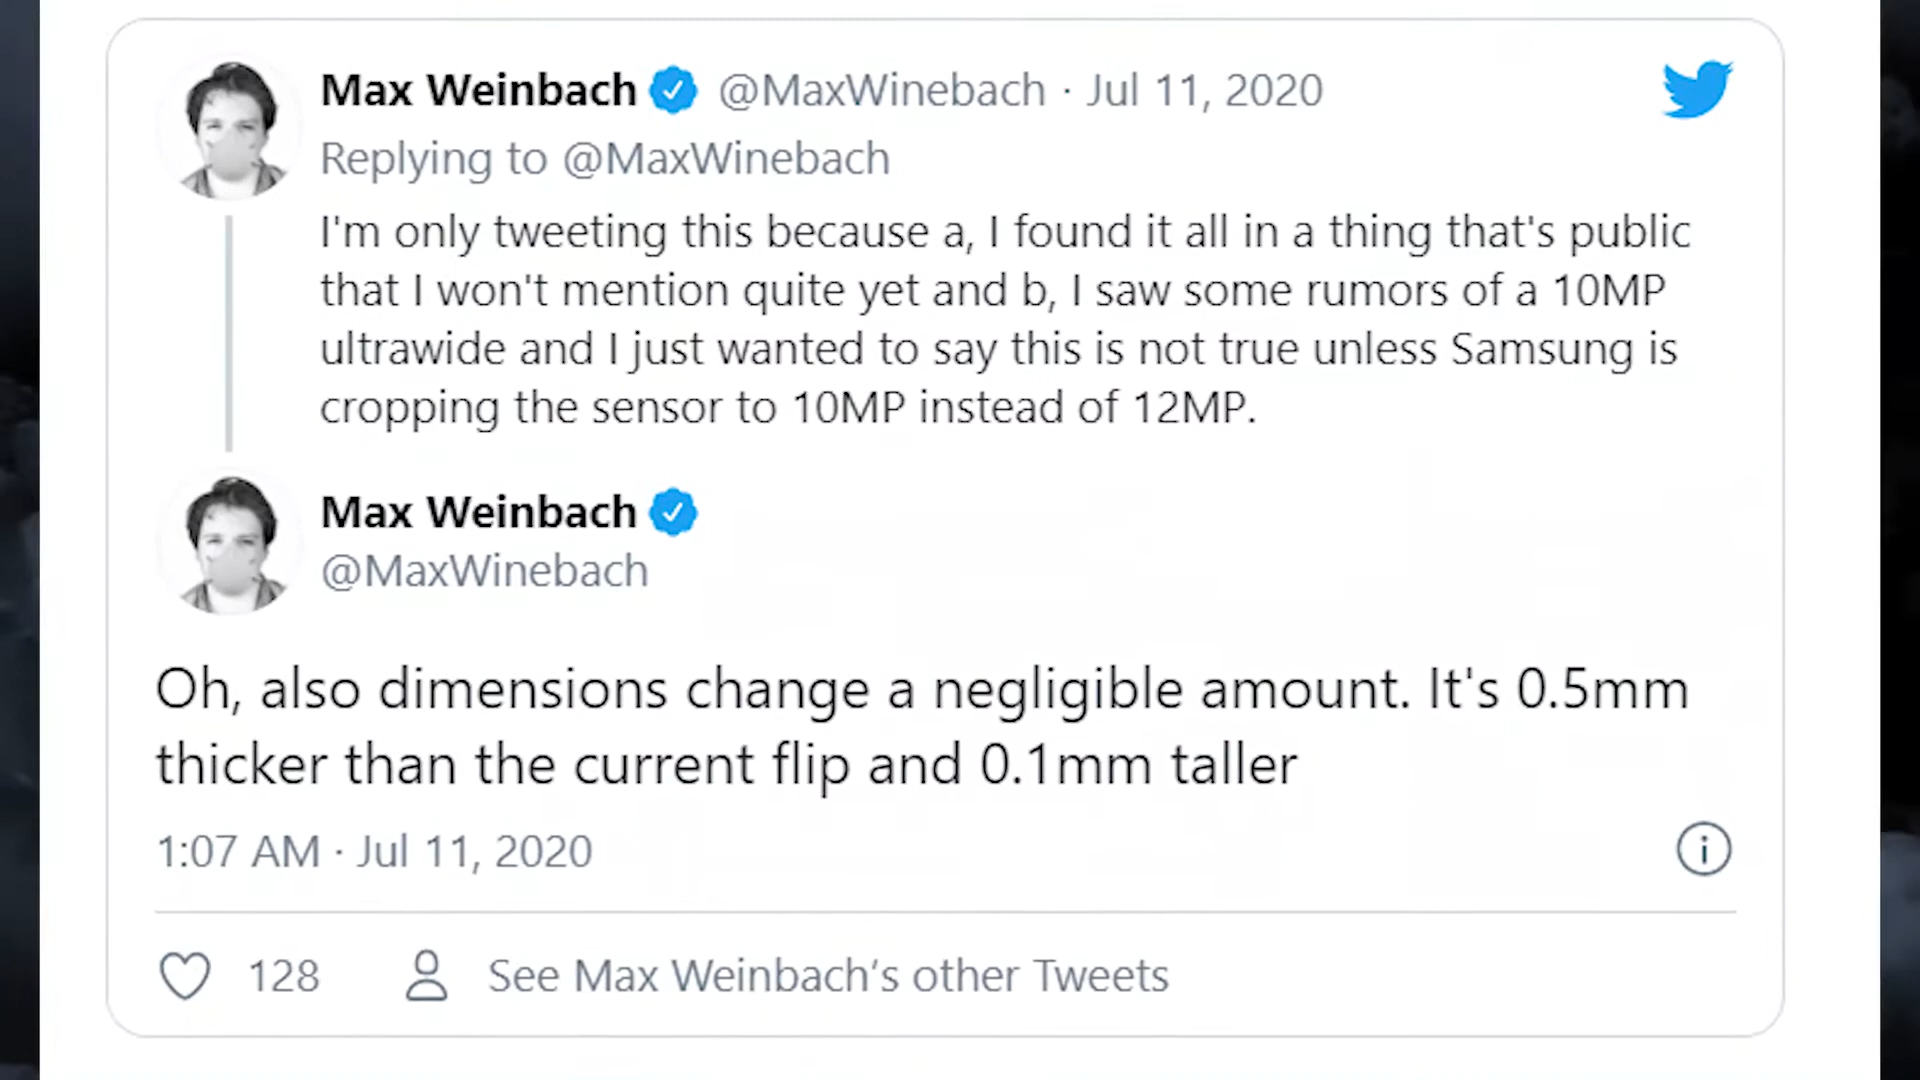 Max Weinbach @MaxWinebach · Jul 11, 2020
Replying to @MaxWinebach
I'm only tweeting this because a, I found it all in a thing that's public
that I won't mention quite yet and b, I saw some rumors of a 10MP
ultrawide and I just wanted to say this is not true unless Samsung is
cropping the sensor to 10MP instead of 12MP.
Max Weinbach
@MaxWinebach
Oh, also dimensions change a negligible amount. It's 0.5mm
thicker than the current flip and 0.1mm taller
1:07 AM · Jul 11, 2020
128 See Max Weinbach's other Tweets